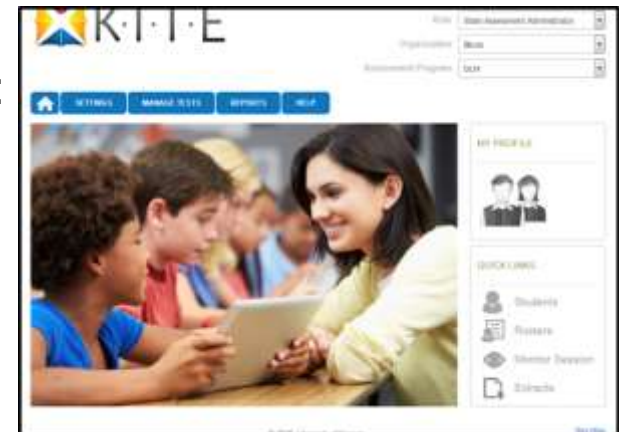 K·I·T·E
Role State Assessment Administrator
Organization
Assessment Program DLM
SETTINGS MANAGE TESTS REPORTS HELP
MY PROFILE
QUICK LINKS
Students
Rosters
Monitor Session
Extracts